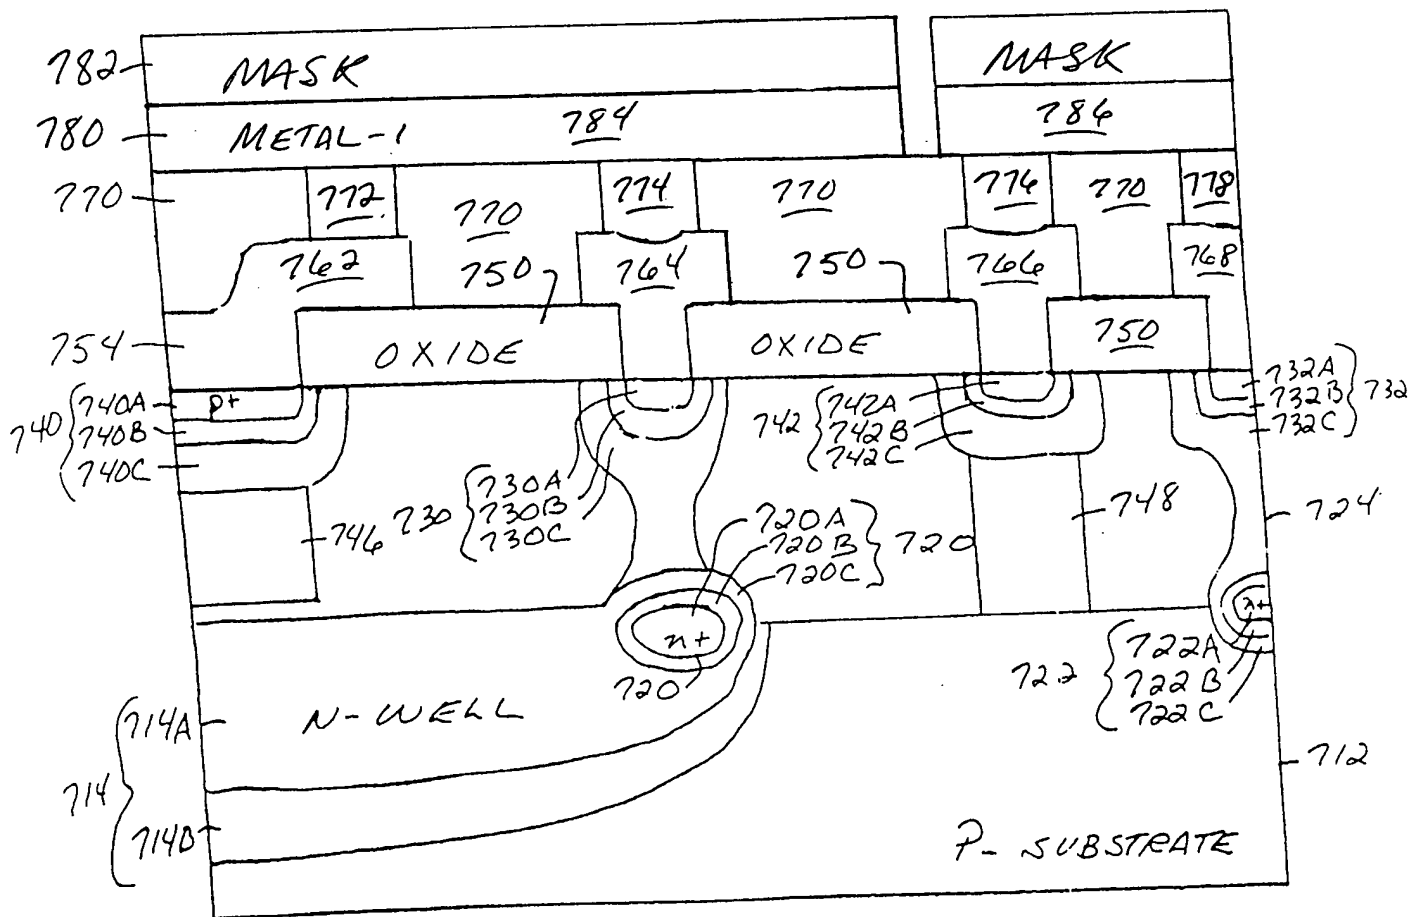 782
MASK
MASK
780
METAL-1
784
786
770
772
770
774
770
776
770
778
762
750
764
750
766
768
754
OXIDE
OXIDE
750
740
740A
740B
740C
P+
742
742A
742B
742C
732A
732B
732C
732
746
730
730A
730B
730C
720A
720B
720C
720
748
724
n+
720
n+
722
722A
722B
722C
714
714A
714B
N-WELL
712
P- SUBSTRATE